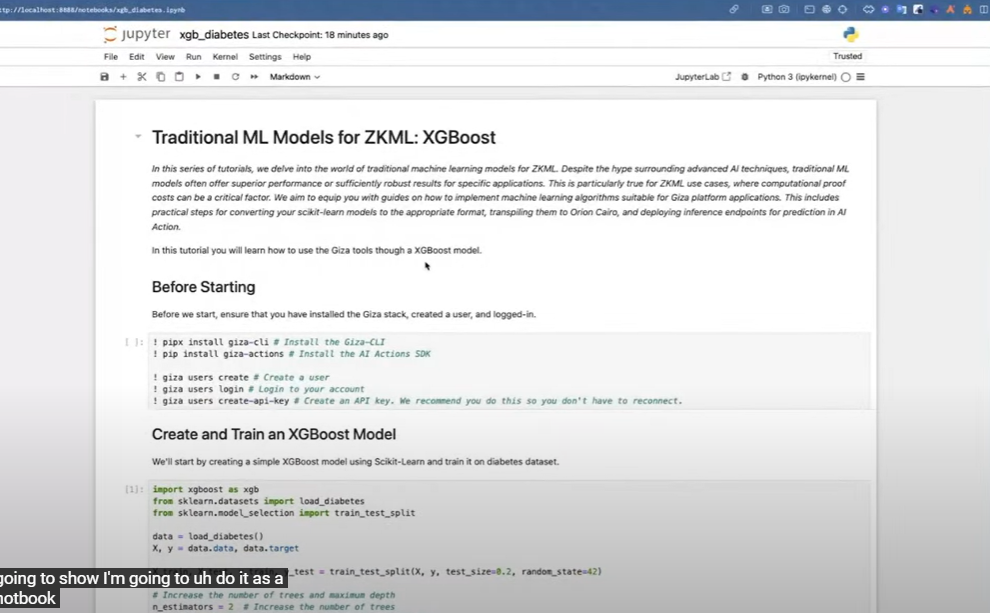 ttp://localhost:8888/notebooks/xgb_diabetes.ipynb
jupyter xgb_diabetes Last Checkpoint: 18 minutes ago
File Edit View Run Kernel Settings Help Trusted
Markdown JupyterLab Python 3 (ipykernel)
Traditional ML Models for ZKML: XGBoost
In this series of tutorials, we delve into the world of traditional machine learning models for ZKML. Despite the hype surrounding advanced AI techniques, traditional ML
models often offer superior performance or sufficiently robust results for specific applications. This is particularly true for ZKML use cases, where computational proof
costs can be a critical factor. We aim to equip you with guides on how to implement machine learning algorithms suitable for Giza platform applications. This includes
practical steps for converting your scikit-learn models to the appropriate format, transpiling them to Orion Cairo, and deploying inference endpoints for prediction in AI
Action.
In this tutorial you will learn how to use the Giza tools though a XGBoost model.
Before Starting
Before we start, ensure that you have installed the Giza stack, created a user, and logged-in.
[ ]: ! pipx install giza-cli # Install the Giza-CLI
! pip install giza-actions # Install the AI Actions SDK
! giza users create # Create a user
! giza users login # Login to your account
! giza users create-api-key # Create an API key. We recommend you do this so you don't have to reconnect.
Create and Train an XGBoost Model
We'll start by creating a simple XGBoost model using Scikit-Learn and train it on diabetes dataset.
[1]: import xgboost as xgb
from sklearn.datasets import load_diabetes
from sklearn.model_selection import train_test_split
data = load_diabetes()
X, y = data.data, data.target
_test = train_test_split(X, y, test_size=0.2, random_state=42)
going to show I'm going to uh do it as a
notbook
# Increase the number of trees and maximum depth
n_estimators = 2 # Increase the number of trees